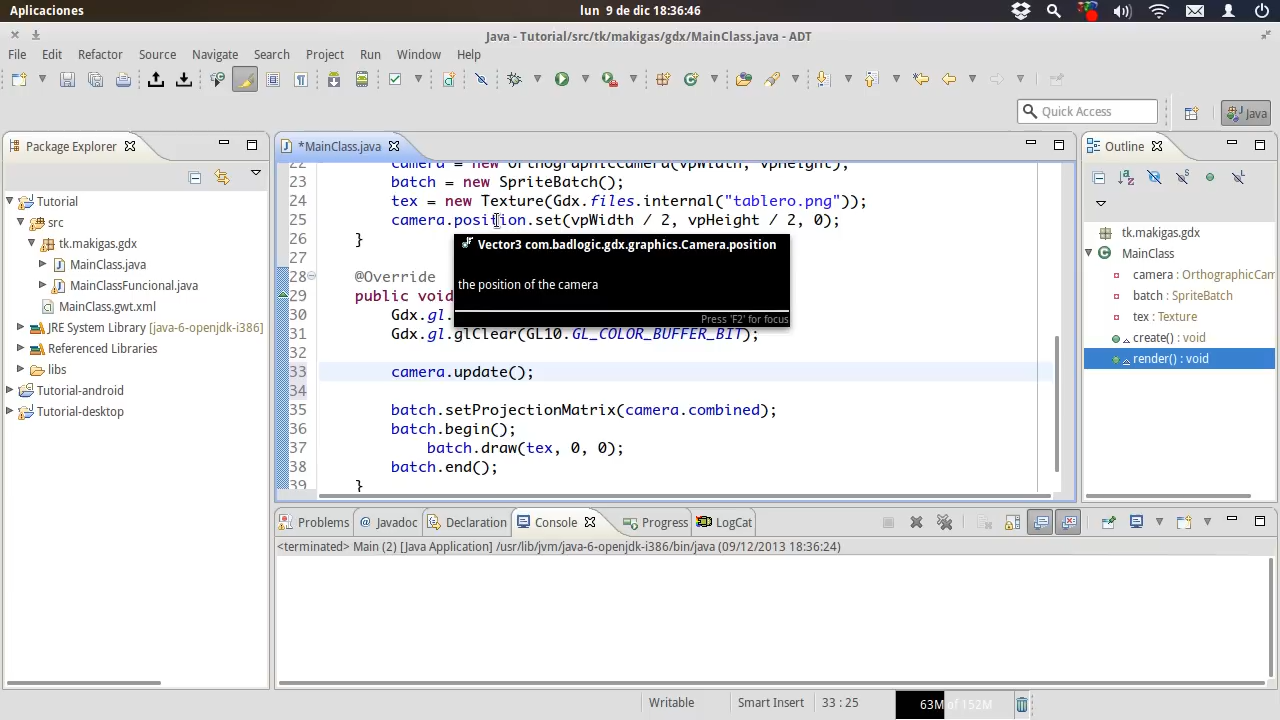 Aplicaciones
lun 9 de dic 18:36:46
Java - Tutorial/src/tk/makigas/gdx/MainClass.java - ADT
File Edit Refactor Source Navigate Search Project Run Window Help
Quick Access
Java
Package Explorer
Tutorial
src
tk.makigas.gdx
MainClass.java
MainClassFuncional.java
MainClass.gwt.xml
JRE System Library [java-6-openjdk-i386]
Referenced Libraries
libs
Tutorial-android
Tutorial-desktop
*MainClass.java
22 camera = new OrthographicCamera(vpWidth, vpHeight);
23 batch = new SpriteBatch();
24 tex = new Texture(Gdx.files.internal("tablero.png"));
25 camera.position.set(vpWidth / 2, vpHeight / 2, 0);
26 }
27
28 @Override
29 public void
30 Gdx.gl.
31 Gdx.gl.glClear(GL10.GL_COLOR_BUFFER_BIT);
32
33 camera.update();
34
35 batch.setProjectionMatrix(camera.combined);
36 batch.begin();
37 batch.draw(tex, 0, 0);
38 batch.end();
39 }
Vector3 com.badlogic.gdx.graphics.Camera.position
the position of the camera
Press 'F2' for focus
Outline
tk.makigas.gdx
MainClass
camera : OrthographicCam
batch : SpriteBatch
tex : Texture
create() : void
render() : void
Problems Javadoc Declaration Console Progress LogCat
<terminated> Main (2) [Java Application] /usr/lib/jvm/java-6-openjdk-i386/bin/java (09/12/2013 18:36:24)
Writable Smart Insert 33 : 25 63M of 152M